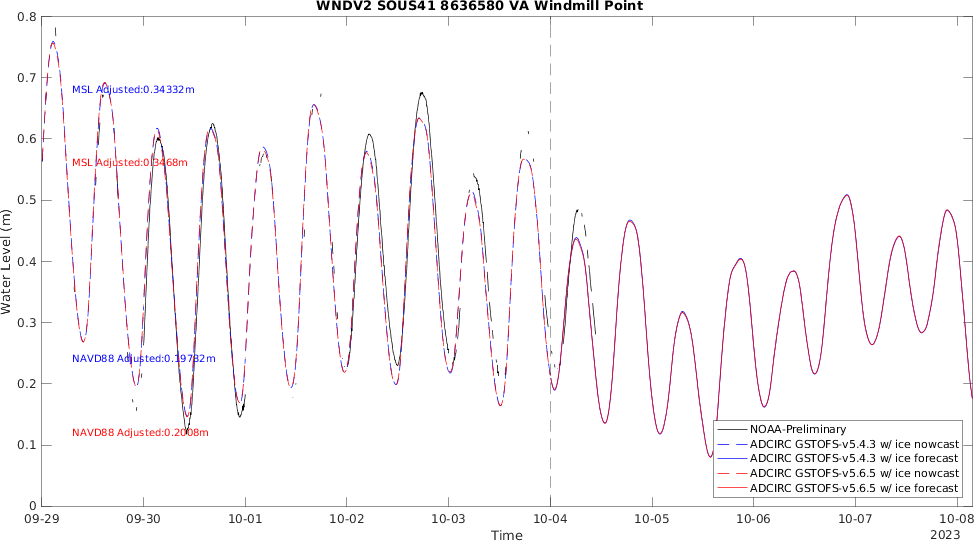 WNDV2 SOUS41 8636580 VA Windmill Point
0.8
0.7
0.6
0.5
0.4
0.3
0.2
0.1
0
Water Level (m)
MSL Adjusted:0.34332m
MSL Adjusted:0.3468m
NAVD88 Adjusted:0.19782m
NAVD88 Adjusted:0.2008m
NOAA-Preliminary
ADCIRC GSTOFS-v5.4.3 w/ ice nowcast
ADCIRC GSTOFS-v5.4.3 w/ ice forecast
ADCIRC GSTOFS-v5.6.5 w/ ice nowcast
ADCIRC GSTOFS-v5.6.5 w/ ice forecast
09-29 09-30 10-01 10-02 10-03 10-04 10-05 10-06 10-07 10-08
2023
Time